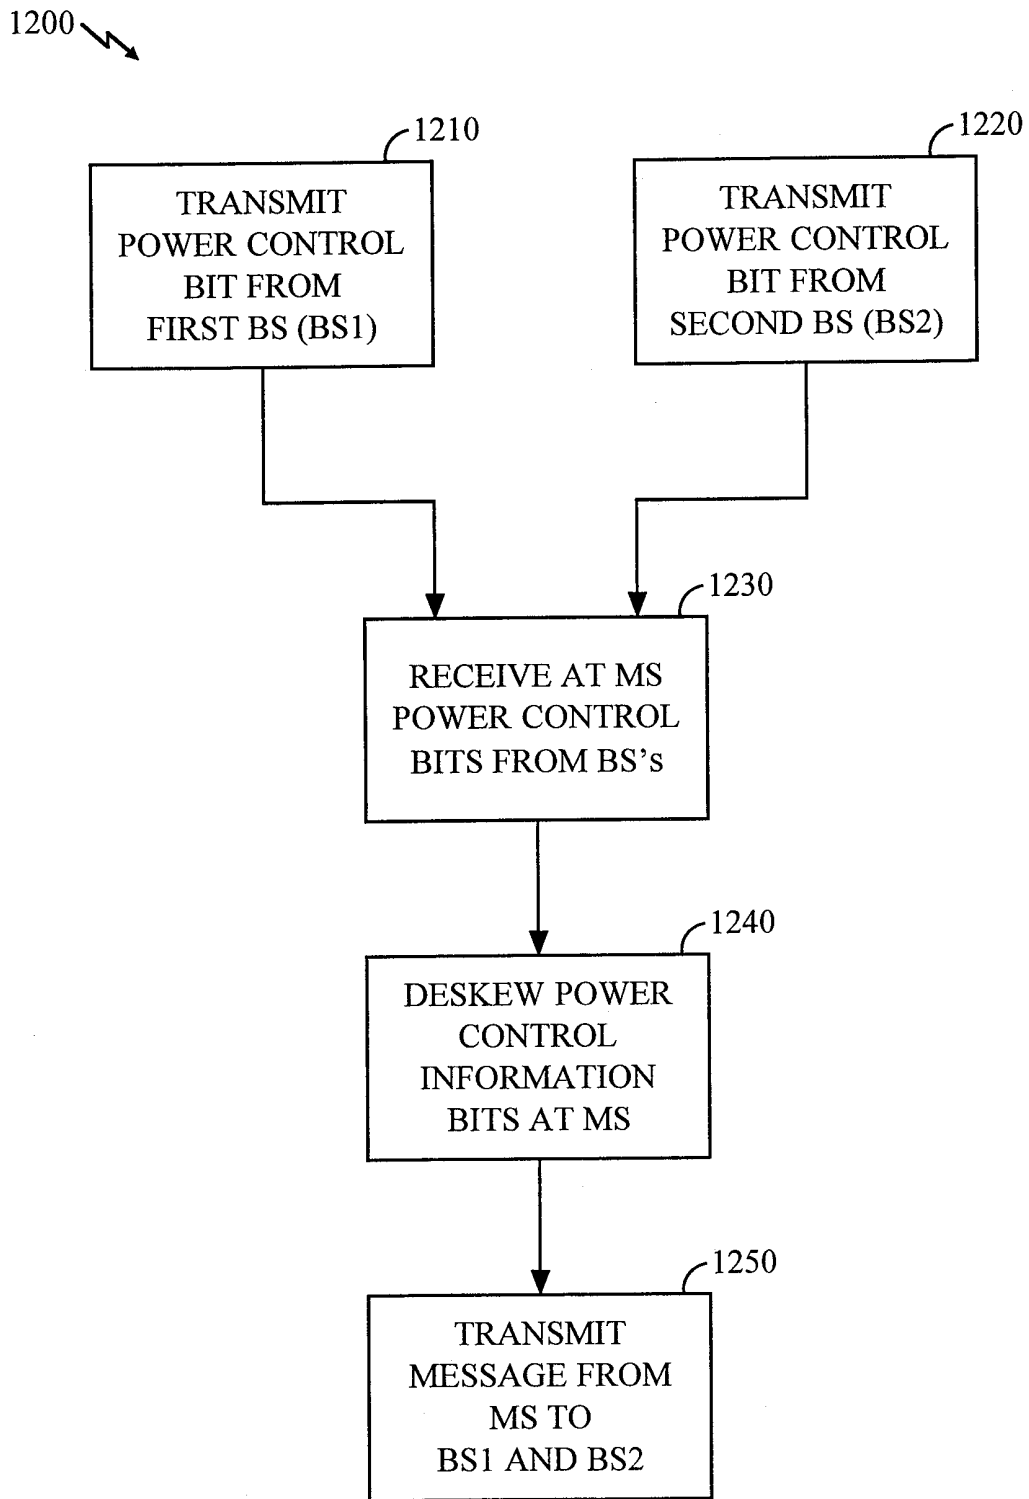 1200
1210
TRANSMIT
POWER CONTROL
BIT FROM
FIRST BS (BS1)
1220
TRANSMIT
POWER CONTROL
BIT FROM
SECOND BS (BS2)
1230
RECEIVE AT MS
POWER CONTROL
BITS FROM BS's
1240
DESKEW POWER
CONTROL
INFORMATION
BITS AT MS
1250
TRANSMIT
MESSAGE FROM
MS TO
BS1 AND BS2